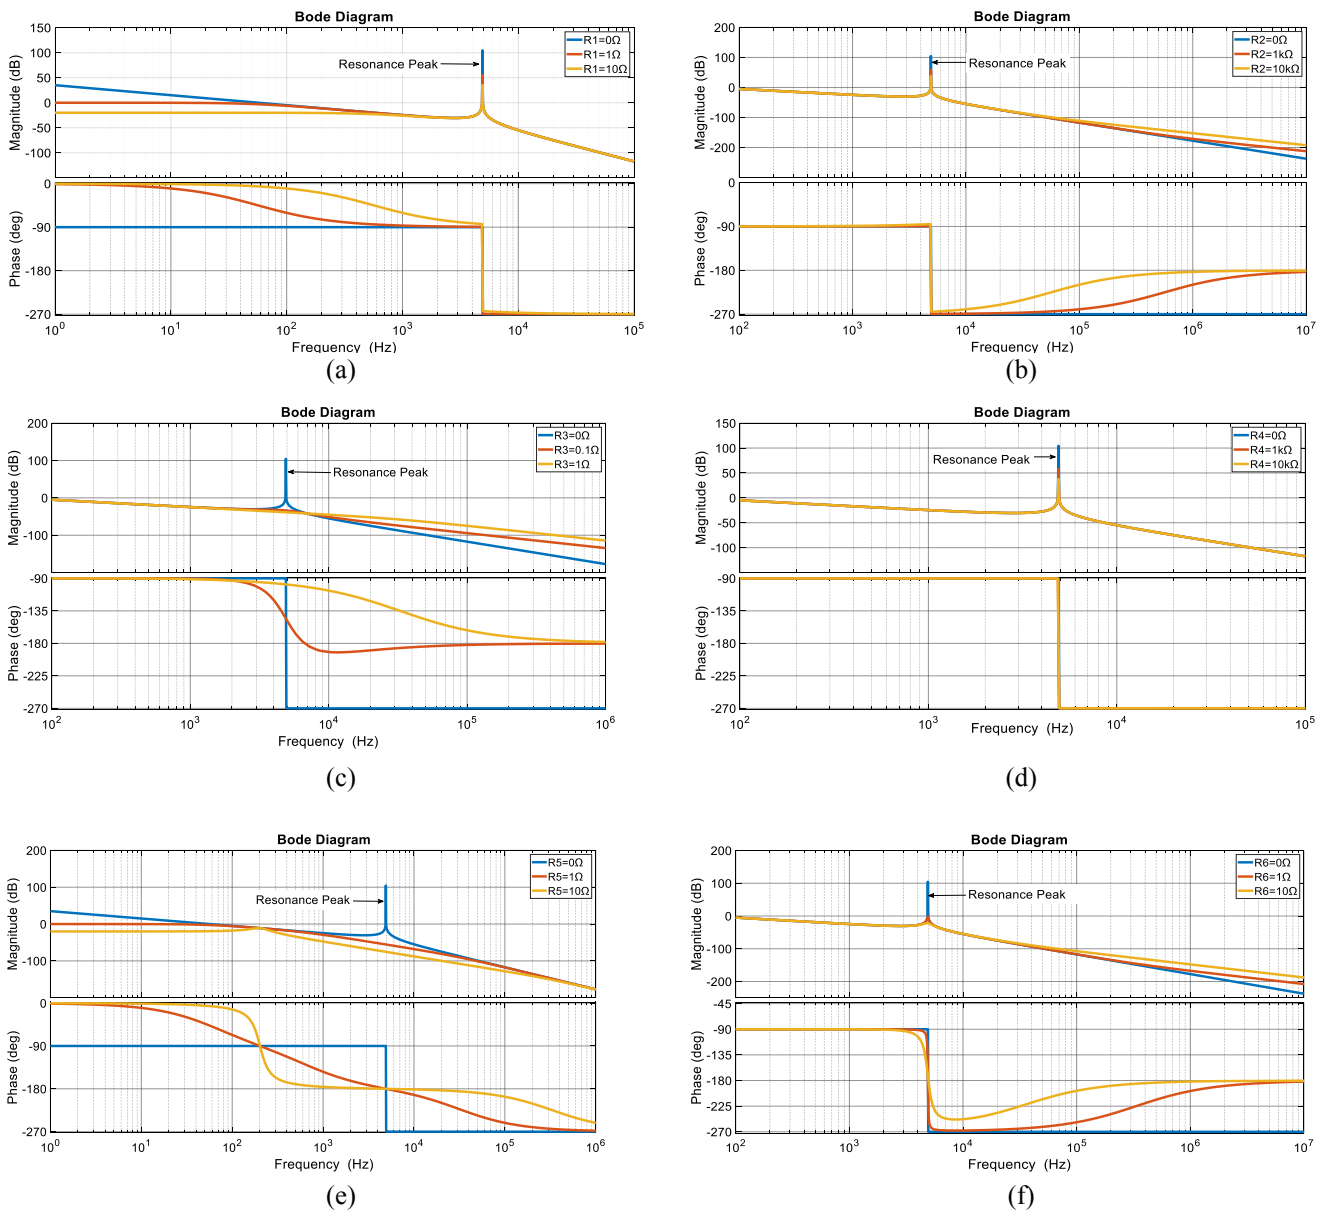 Bode Diagram
150
100
50
0
-50
-100
Magnitude (dB)
R1=0Ω
R1=1Ω
R1=10Ω
Resonance Peak
0
-90
-180
-270
Phase (deg)
10^0 10^1 10^2 10^3 10^4 10^5
Frequency (Hz)
(a)
Bode Diagram
200
100
0
-100
-200
Magnitude (dB)
R2=0Ω
R2=1kΩ
R2=10kΩ
Resonance Peak
0
-90
-180
-270
Phase (deg)
10^2 10^3 10^4 10^5 10^6 10^7
Frequency (Hz)
(b)
Bode Diagram
200
100
0
-100
Magnitude (dB)
R3=0Ω
R3=0.1Ω
R3=1Ω
Resonance Peak
-90
-135
-180
-225
-270
Phase (deg)
10^2 10^3 10^4 10^5 10^6
Frequency (Hz)
(c)
Bode Diagram
150
100
50
0
-50
-100
Magnitude (dB)
R4=0Ω
R4=1kΩ
R4=10kΩ
Resonance Peak
-90
-135
-180
-225
-270
Phase (deg)
10^2 10^3 10^4 10^5
Frequency (Hz)
(d)
Bode Diagram
200
100
0
-100
Magnitude (dB)
R5=0Ω
R5=1Ω
R5=10Ω
Resonance Peak
0
-90
-180
-270
Phase (deg)
10^0 10^1 10^2 10^3 10^4 10^5 10^6
Frequency (Hz)
(e)
Bode Diagram
200
100
0
-100
-200
Magnitude (dB)
R6=0Ω
R6=1Ω
R6=10Ω
Resonance Peak
-45
-90
-135
-180
-225
-270
Phase (deg)
10^2 10^3 10^4 10^5 10^6 10^7
Frequency (Hz)
(f)